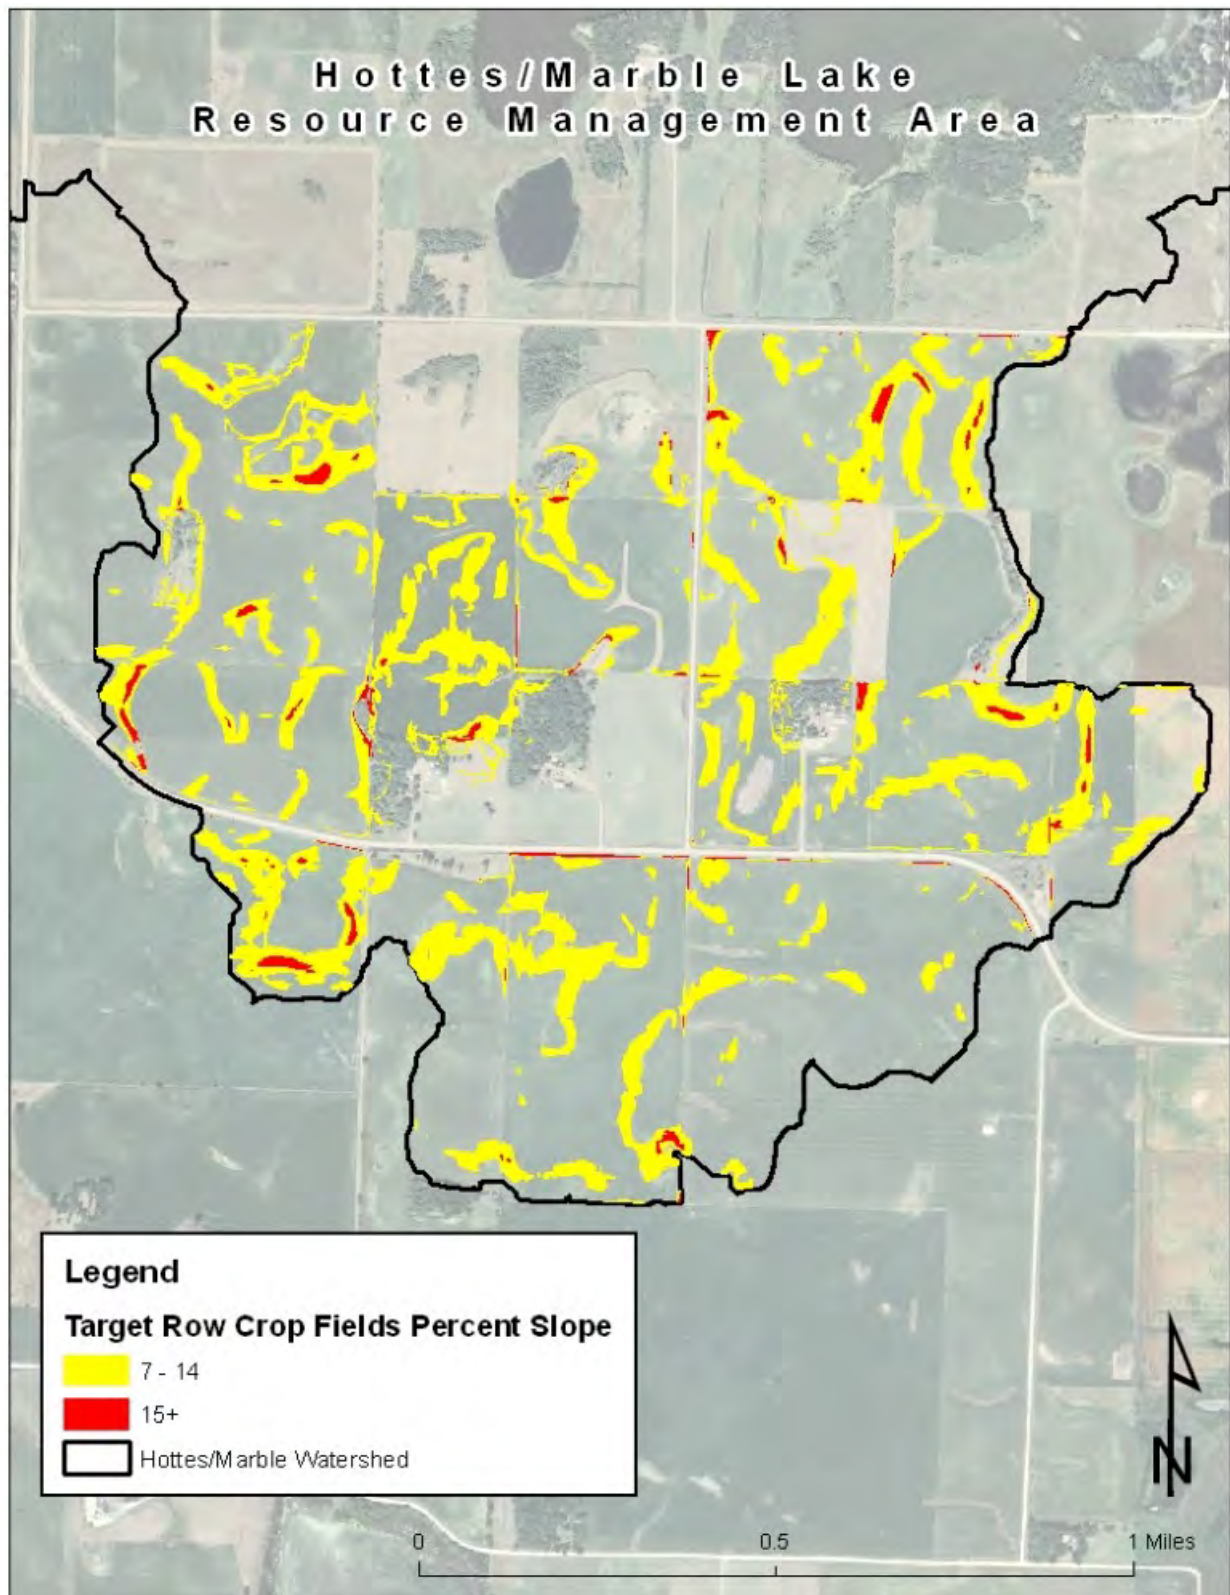 Hottes/Marble Lake
Resource Management Area
Legend
Target Row Crop Fields Percent Slope
7 - 14
15+
Hottes/Marble Watershed
N
0 0.5 1 Miles